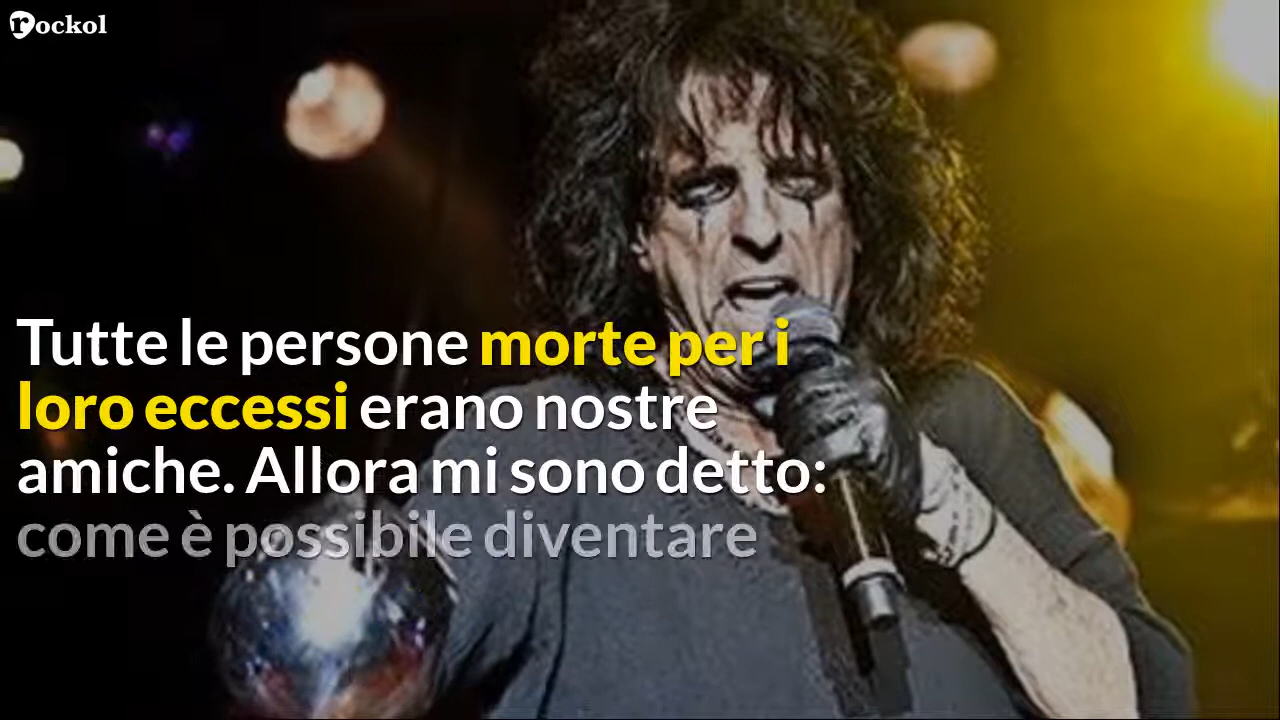 rockol
Tutte le persone morte per i
loro eccessi erano nostre
amiche. Allora mi sono detto:
come è possibile diventare